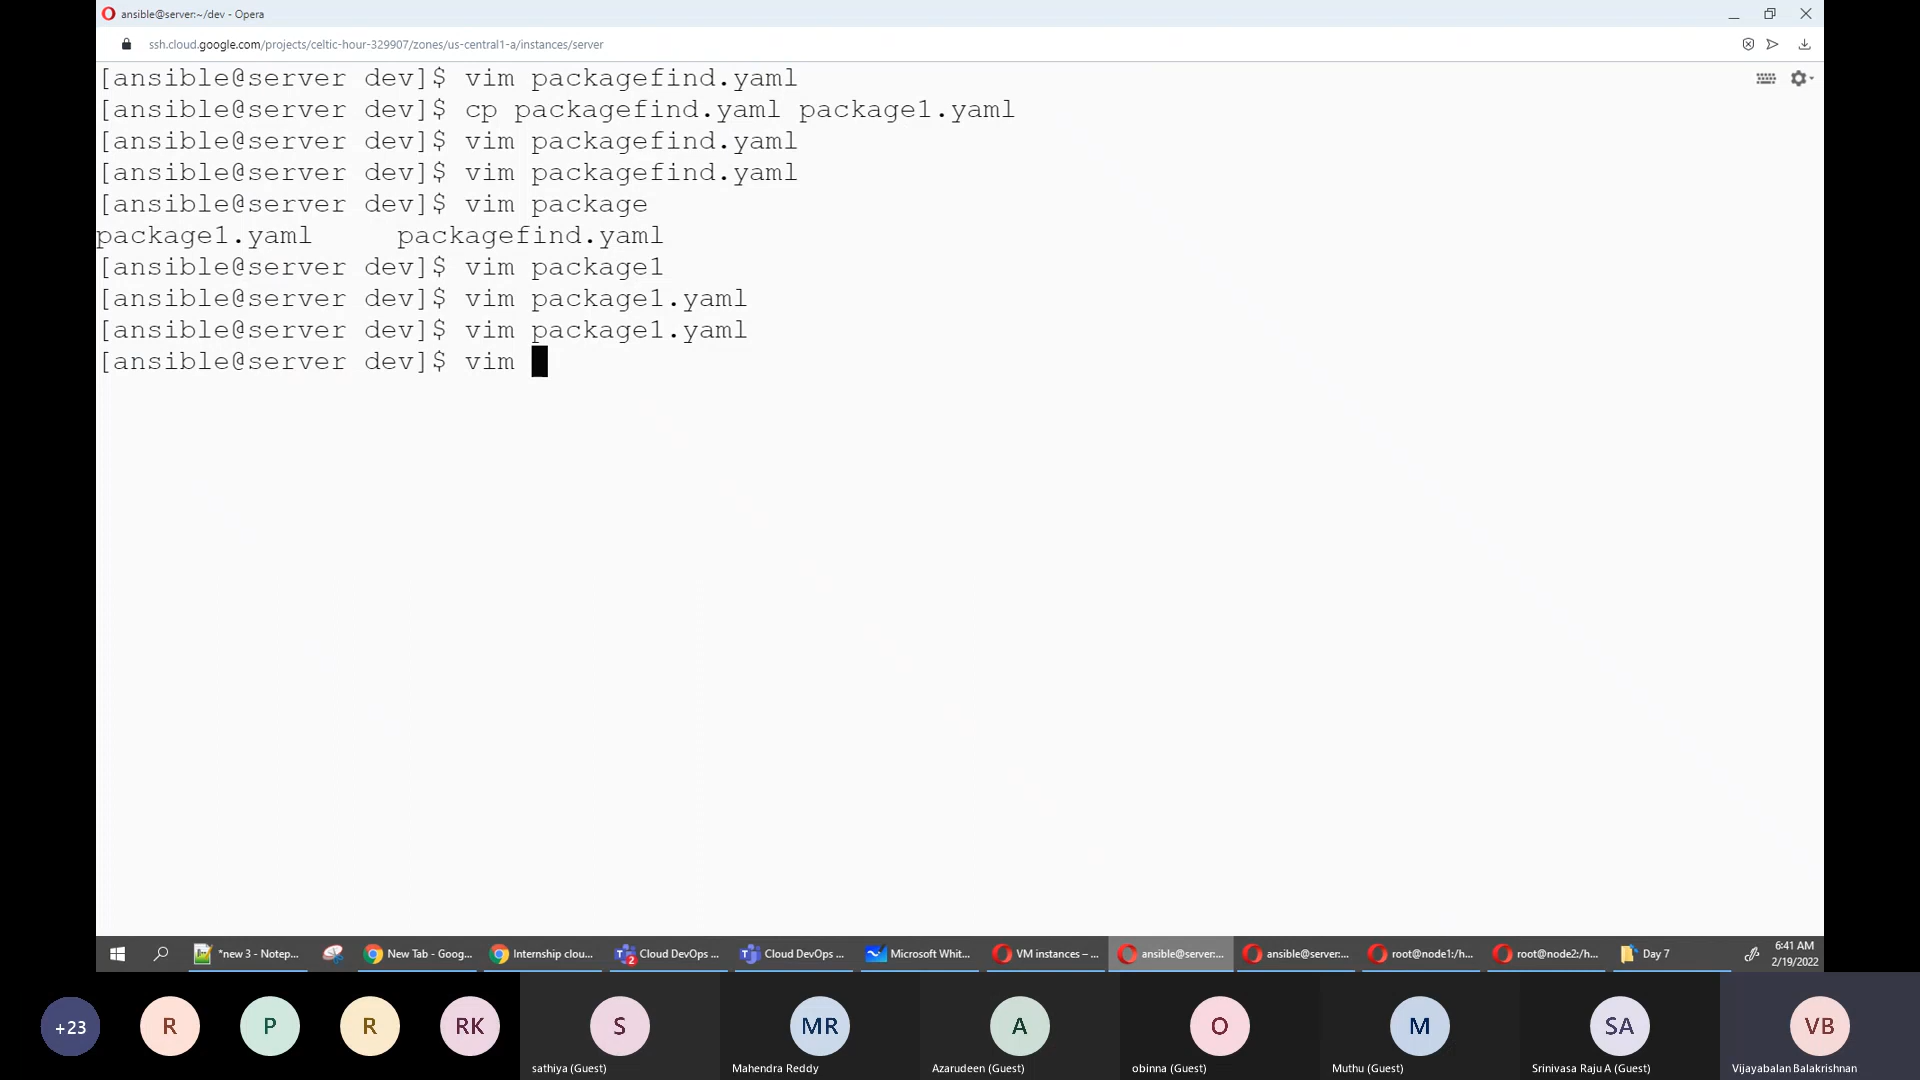 ansible@server:~/dev - Opera
ssh.cloud.google.com/projects/celtic-hour-329907/zones/us-central1-a/instances/server
[ansible@server dev]$ vim packagefind.yaml
[ansible@server dev]$ cp packagefind.yaml package1.yaml
[ansible@server dev]$ vim packagefind.yaml
[ansible@server dev]$ vim packagefind.yaml
[ansible@server dev]$ vim package
package1.yaml packagefind.yaml
[ansible@server dev]$ vim package1
[ansible@server dev]$ vim package1.yaml
[ansible@server dev]$ vim package1.yaml
[ansible@server dev]$ vim
*new 3 - Notep... New Tab - Goog... Internship clou... 2 Cloud DevOps ... Cloud DevOps ... Microsoft Whit... VM instances – ... ansible@server:... ansible@server:... root@node1:/h... root@node2:/h... Day 7 6:41 AM
2/19/2022
+23 R P R RK S MR A O M SA VB
sathiya (Guest) Mahendra Reddy Azarudeen (Guest) obinna (Guest) Muthu (Guest) Srinivasa Raju A (Guest) Vijayabalan Balakrishnan